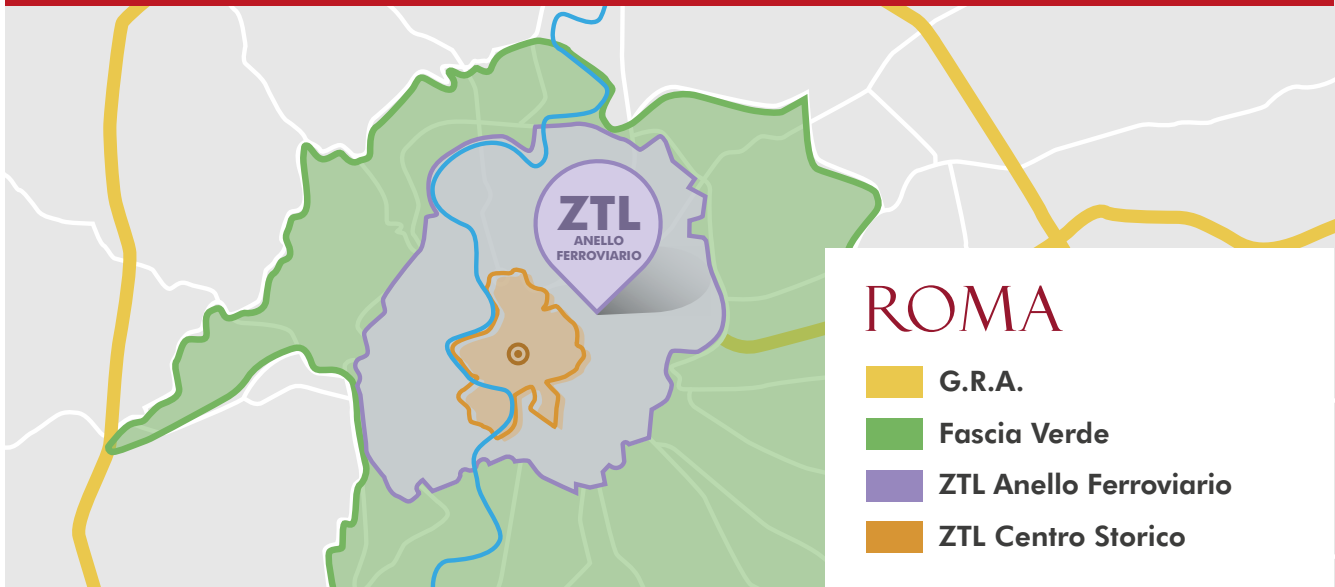 ZTL
ANELLO
FERROVIARIO
ROMA
G.R.A.
Fascia Verde
ZTL Anello Ferroviario
ZTL Centro Storico